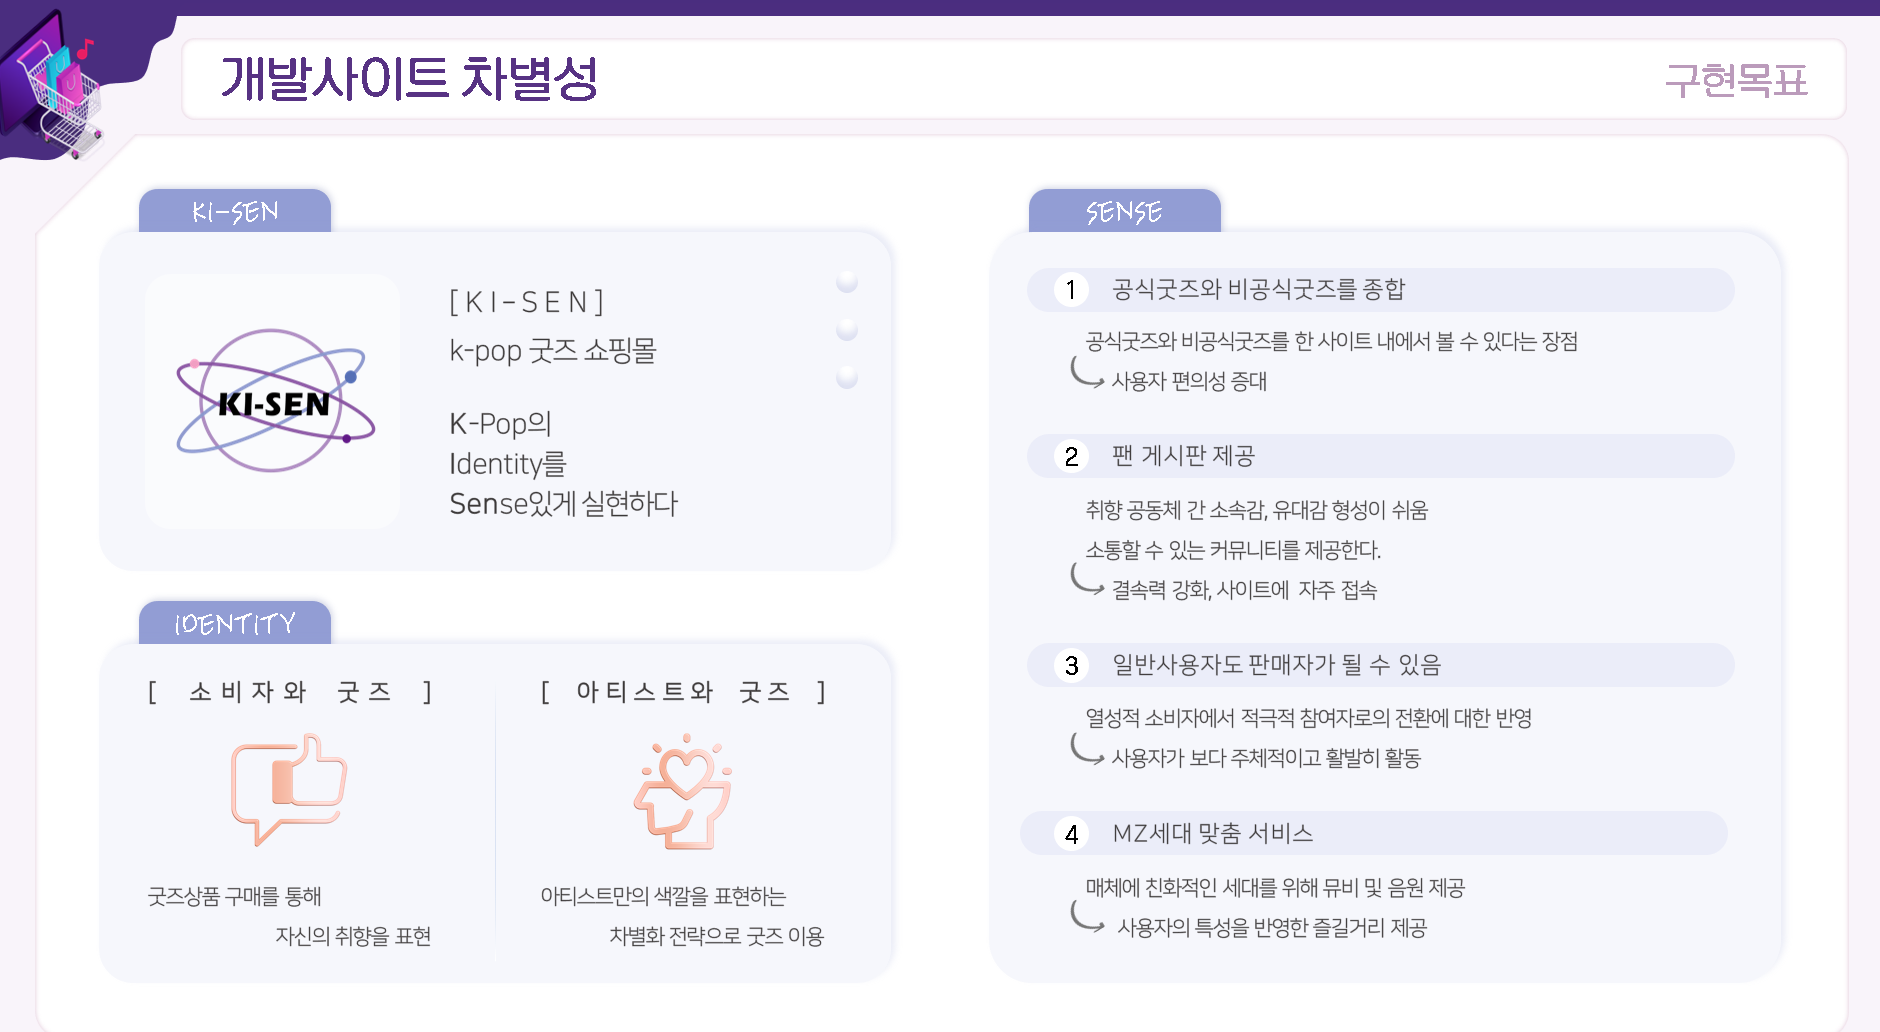 개발사이트 차별성
구현목표
KI-SEN
KI-SEN
[KI-SEN]
k-pop 굿즈 쇼핑몰
K-Pop의
Identity를
Sense있게 실현하다
IDENTITY
[ 소비자와 굿즈 ]
굿즈상품 구매를 통해
자신의 취향을 표현
[ 아티스트와 굿즈 ]
아티스트만의 색깔을 표현하는
차별화 전략으로 굿즈 이용
SENSE
1 공식굿즈와 비공식굿즈를 종합
공식굿즈와 비공식굿즈를 한 사이트 내에서 볼 수 있다는 장점
사용자 편의성 증대
2 팬 게시판 제공
취향 공동체 간 소속감, 유대감 형성이 쉬움
소통할 수 있는 커뮤니티를 제공한다.
결속력 강화, 사이트에 자주 접속
3 일반사용자도 판매자가 될 수 있음
열성적 소비자에서 적극적 참여자로의 전환에 대한 반영
사용자가 보다 주체적이고 활발히 활동
4 MZ세대 맞춤 서비스
매체에 친화적인 세대를 위해 뮤비 및 음원 제공
사용자의 특성을 반영한 즐길거리 제공